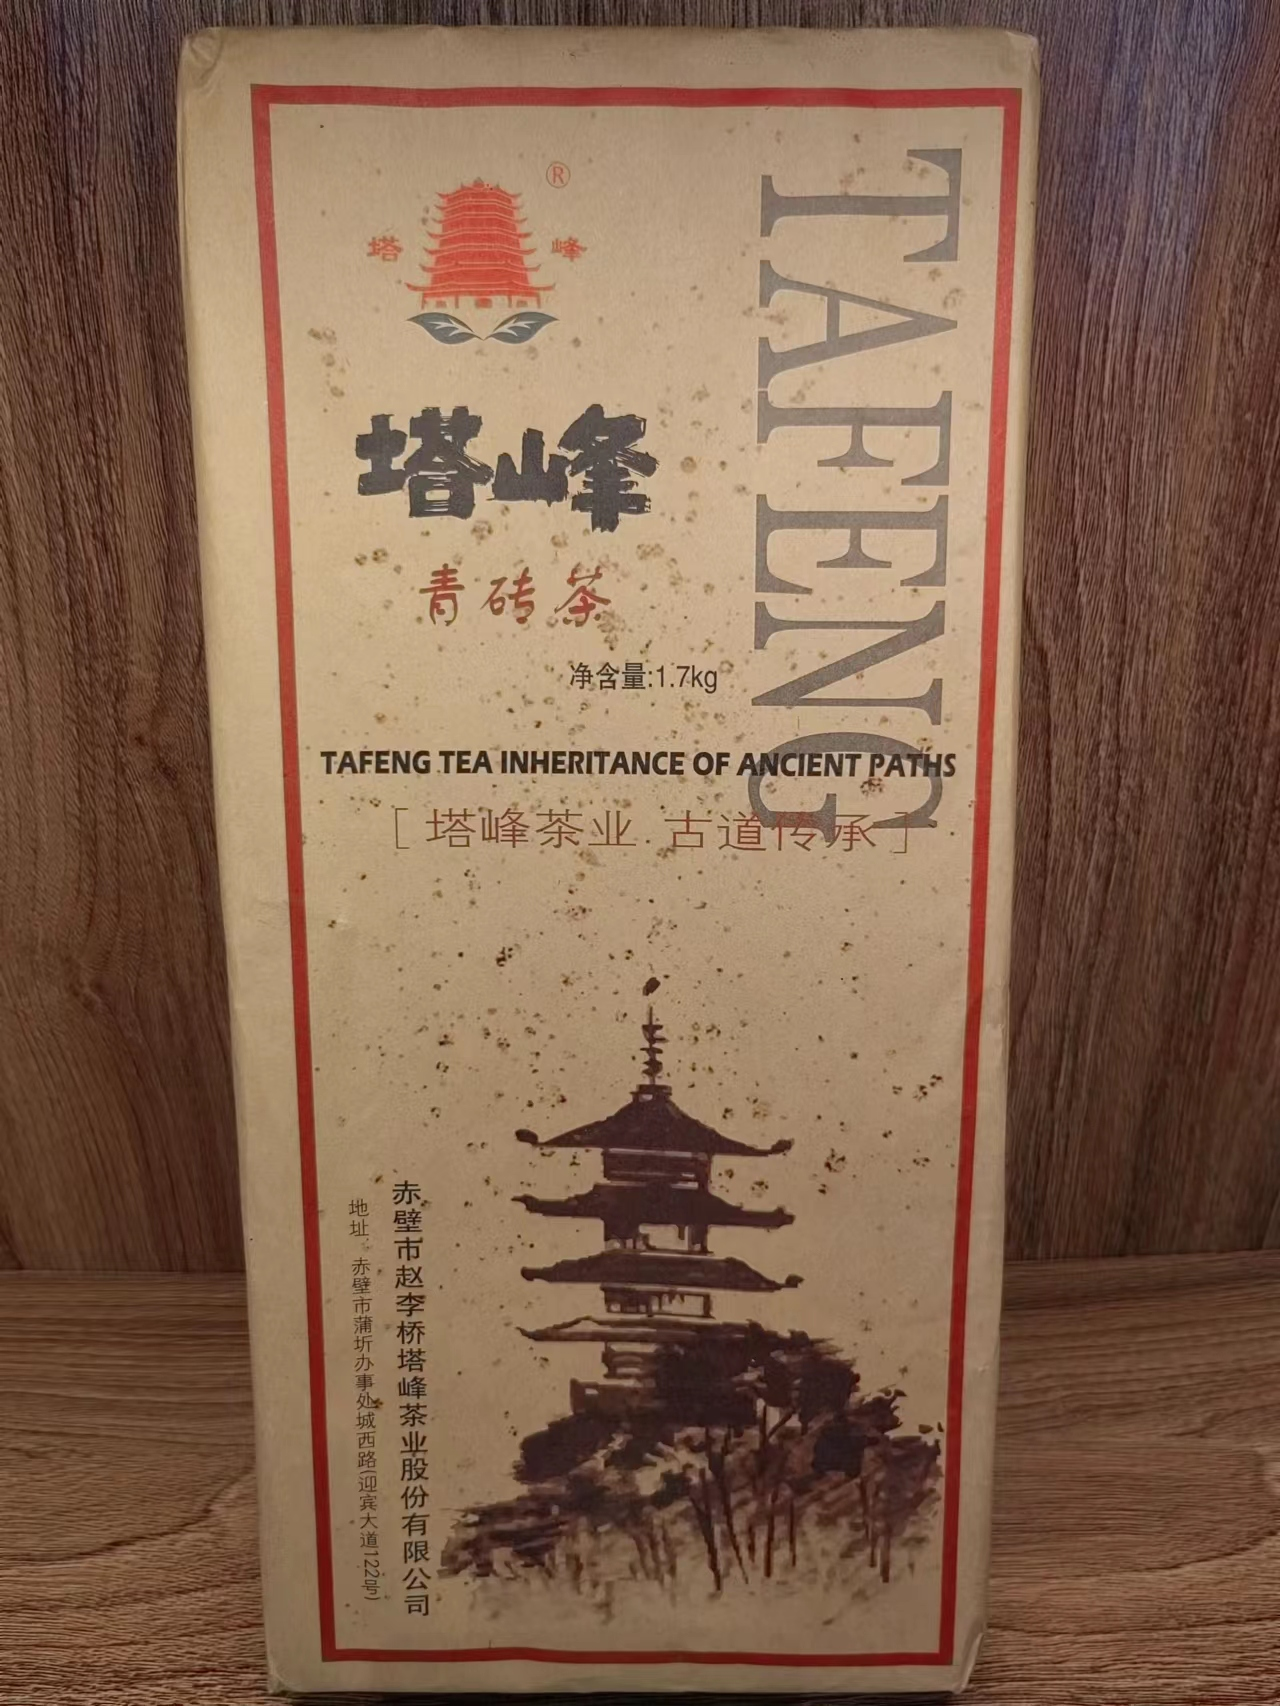 ®
塔 峰
塔峰
青砖茶
净含量:1.7kg
TAFENG
TAFENG TEA INHERITANCE OF ANCIENT PATHS
[塔峰茶业.古道传承]
赤壁市赵李桥塔峰茶业股份有限公司
地址:赤壁市蒲圻办事处城西路(迎宾大道122号)